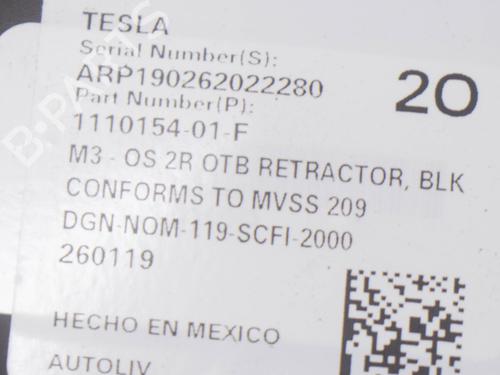 TESLA
Serial Number(S):
ARP190262022280
20
Part Number(P):
1110154-01-F
M3 - OS 2R OTB RETRACTOR, BLK
CONFORMS TO MVSS 209
DGN-NOM-119-SCFI-2000
260119
HECHO EN MEXICO
AUTOLIV
B-PARTS